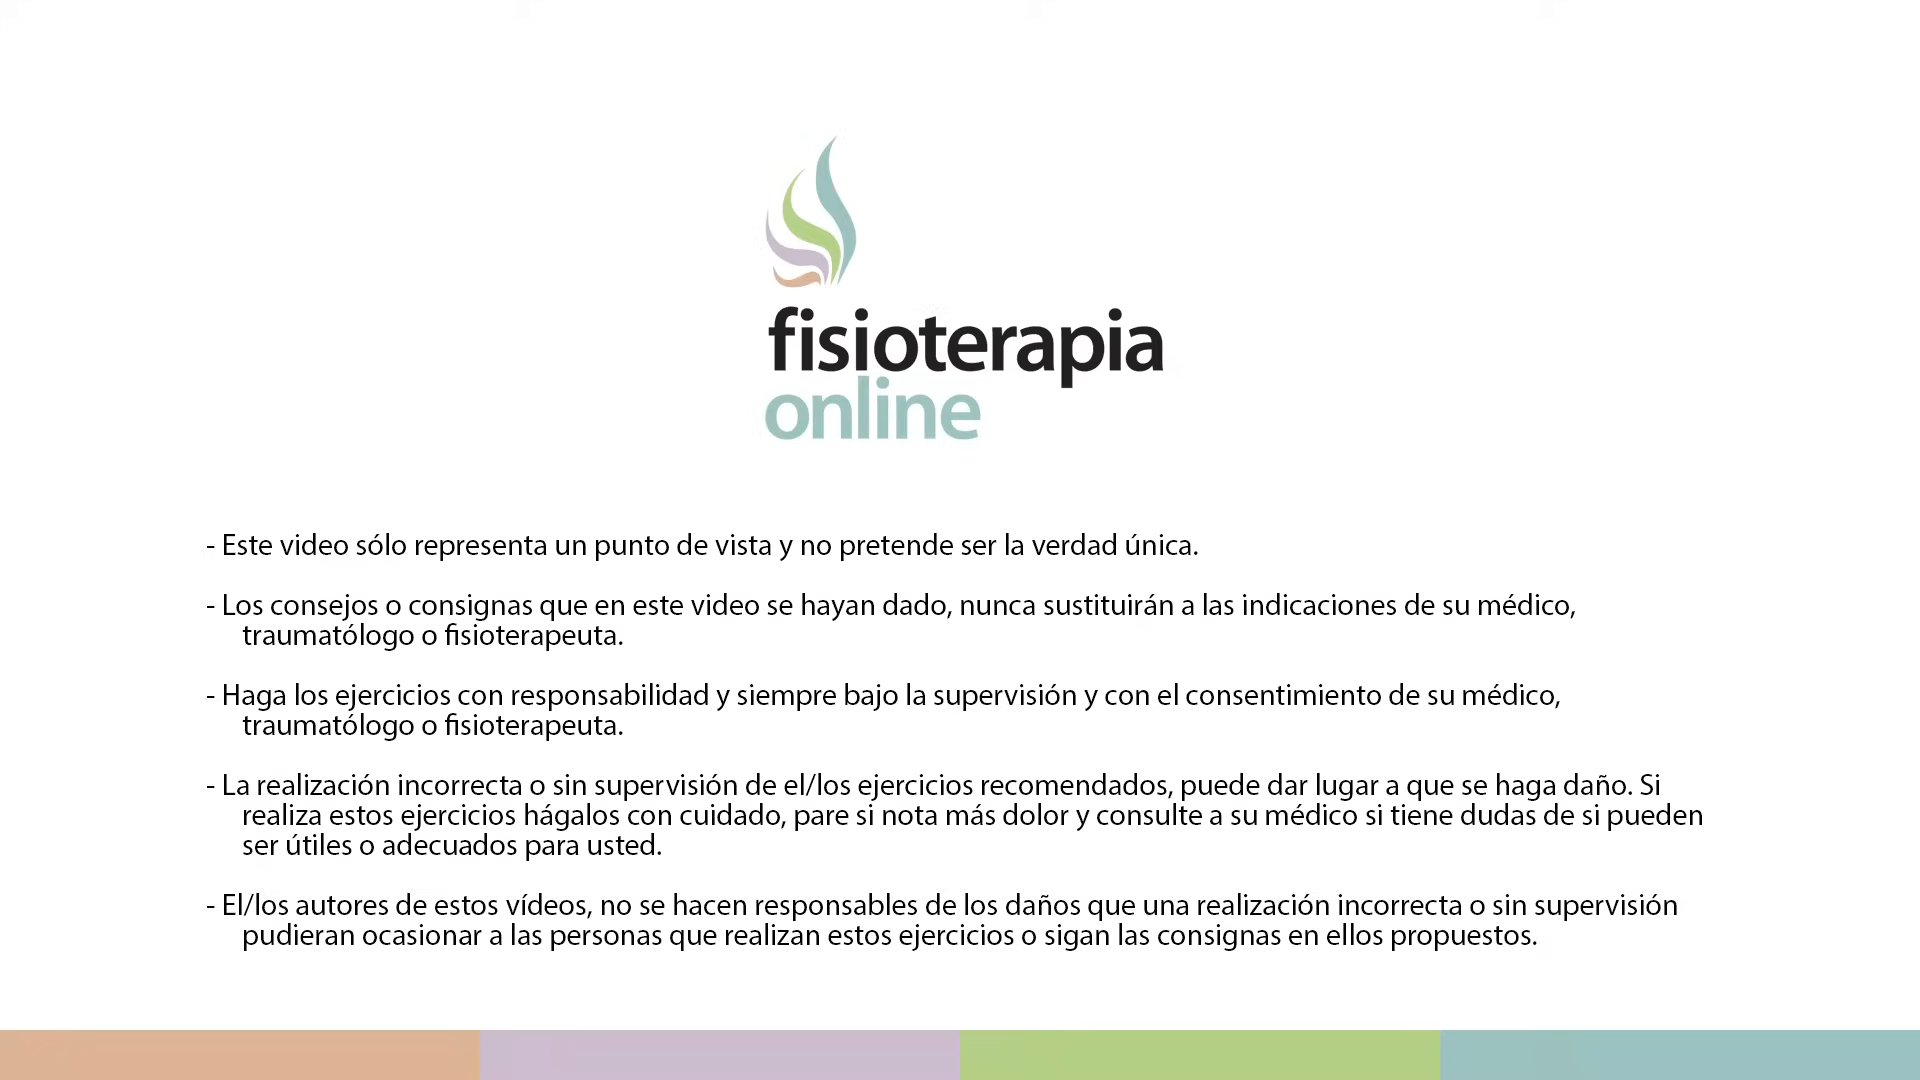 fisioterapia
online
- Este video sólo representa un punto de vista y no pretende ser la verdad única.
- Los consejos o consignas que en este video se hayan dado, nunca sustituirán a las indicaciones de su médico,
traumatólogo o fisioterapeuta.
- Haga los ejercicios con responsabilidad y siempre bajo la supervisión y con el consentimiento de su médico,
traumatólogo o fisioterapeuta.
- La realización incorrecta o sin supervisión de el/los ejercicios recomendados, puede dar lugar a que se haga daño. Si
realiza estos ejercicios hágalos con cuidado, pare si nota más dolor y consulte a su médico si tiene dudas de si pueden
ser útiles o adecuados para usted.
- El/los autores de estos vídeos, no se hacen responsables de los daños que una realización incorrecta o sin supervisión
pudieran ocasionar a las personas que realizan estos ejercicios o sigan las consignas en ellos propuestos.